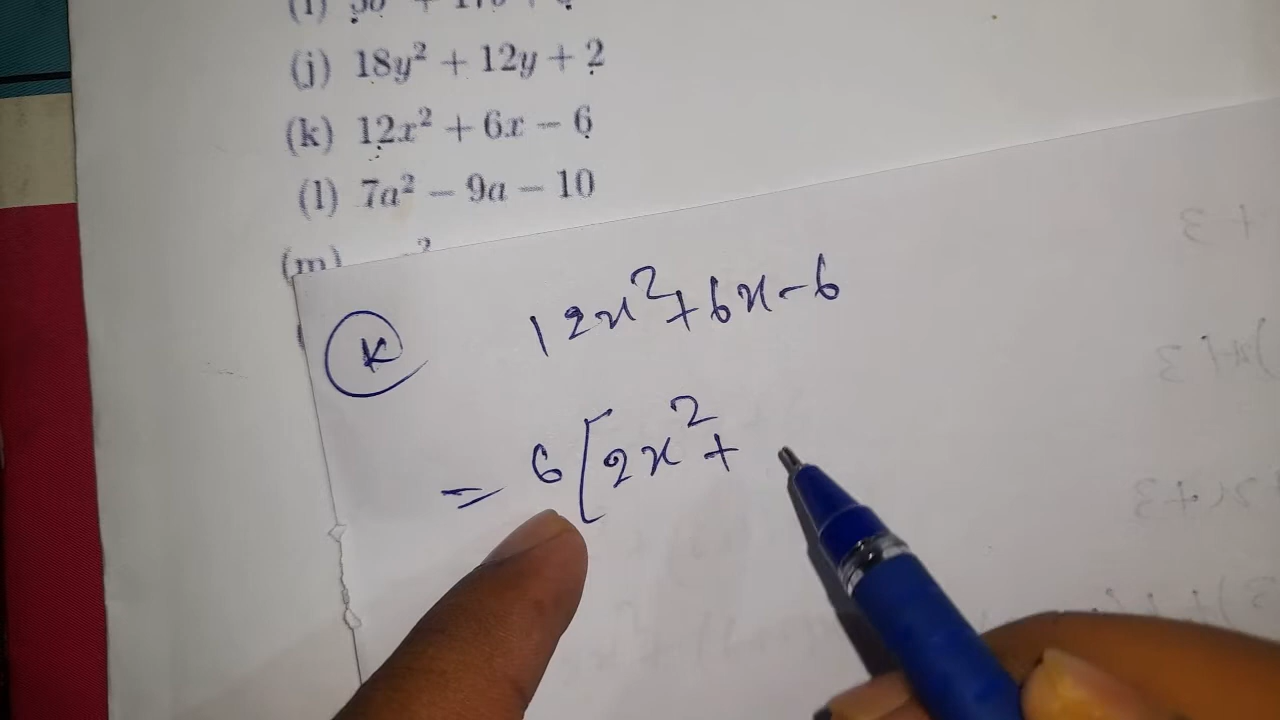 (j) 18y² + 12y + 2
(k) 12x² + 6x − 6
(l) 7a² − 9a − 10
(m)
K 12x²+6x-6
= 6[2x²+